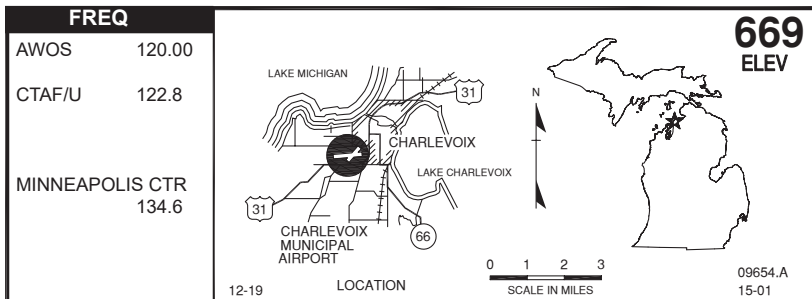 FREQ
AWOS 120.00
CTAF/U 122.8
MINNEAPOLIS CTR
134.6
LAKE MICHIGAN
31
CHARLEVOIX
LAKE CHARLEVOIX
31
66
CHARLEVOIX
MUNICIPAL
AIRPORT
12-19
LOCATION
N
0 1 2 3
SCALE IN MILES
669
ELEV
09654.A
15-01